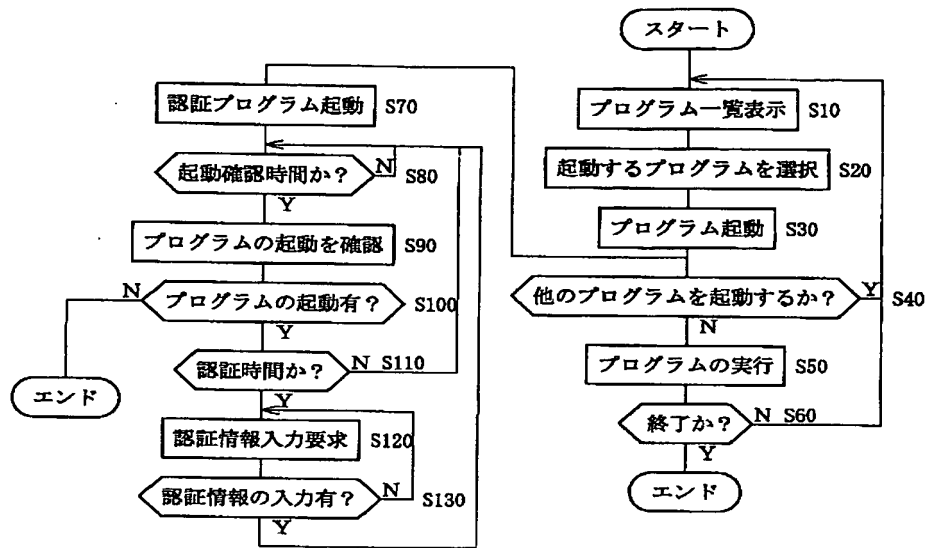 スタート
プログラム一覧表示 S10
起動するプログラムを選択 S20
プログラム起動 S30
他のプログラムを起動するか？ Y S40
N
プログラムの実行 S50
終了か？ N S60
Y
エンド
認証プログラム起動 S70
起動確認時間か？ N S80
Y
プログラムの起動を確認 S90
N プログラムの起動有？ S100
Y
認証時間か？ N S110
Y
エンド
認証情報入力要求 S120
認証情報の入力有？ N S130
Y